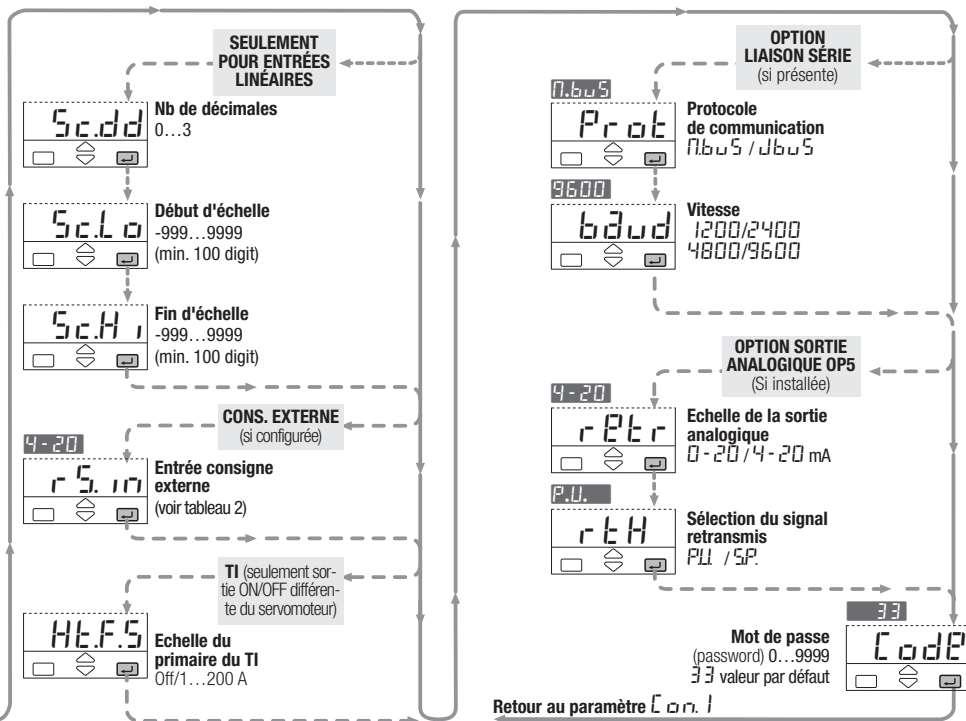 SEULEMENT
POUR ENTRÉES
LINÉAIRES
Sc.dd
Nb de décimales
0…3
Sc.Lo
Début d'échelle
-999…9999
(min. 100 digit)
Sc.Hi
Fin d'échelle
-999…9999
(min. 100 digit)
CONS. EXTERNE
(si configurée)
4-20
rS.in
Entrée consigne
externe
(voir tableau 2)
TI (seulement sor-
tie ON/OFF différen-
te du servomoteur)
Ht.F.S
Echelle du
primaire du TI
Off/1…200 A
OPTION
LIAISON SÉRIE
(si présente)
M.buS
Prot
Protocole
de communication
M.buS / JbuS
9600
baud
Vitesse
1200/2400
4800/9600
OPTION SORTIE
ANALOGIQUE OP5
(Si installée)
4-20
rEtr
Echelle de la sortie
analogique
0-20 / 4-20 mA
P.U.
rtH
Sélection du signal
retransmis
P.U. / S.P.
33
CodE
Mot de passe
(password) 0…9999
33 valeur par défaut
Retour au paramètre Con.1